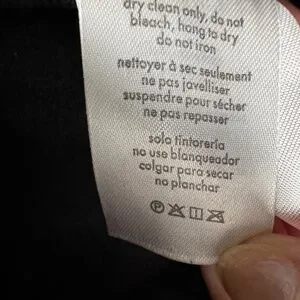 dry clean only, do not
bleach, hang to dry
do not iron
nettoyer à sec seulement
ne pas javelliser
suspendre pour sécher
ne pas repasser
solo tintorería
no use blanqueador
colgar para secar
no planchar